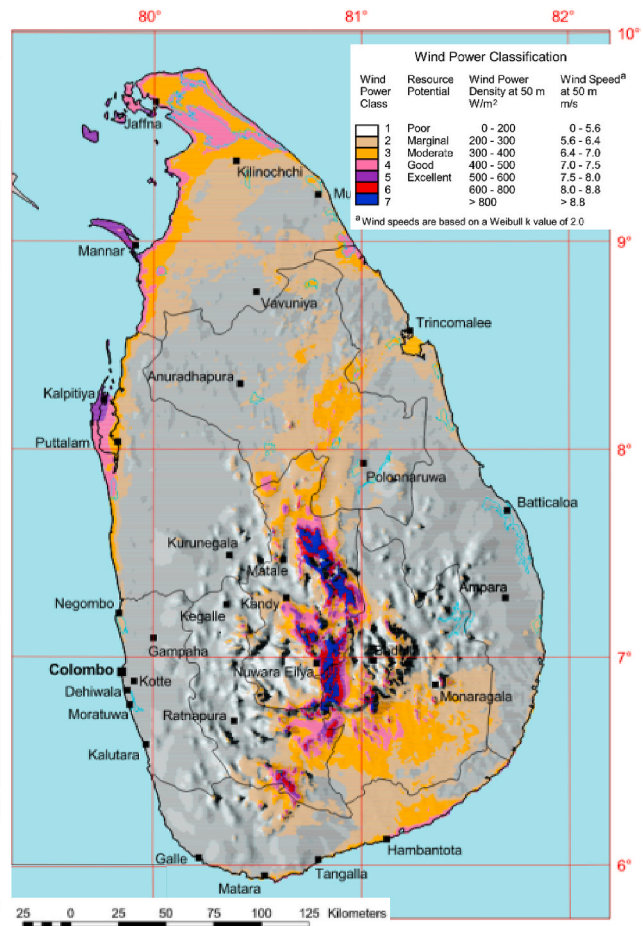 80°
81°
82°
10°
Wind Power Classification
Wind Power Class
Resource Potential
Wind Power Density at 50 m W/m²
Wind Speedᵃ at 50 m m/s
1 Poor 0 - 200 0 - 5.6
2 Marginal 200 - 300 5.6 - 6.4
3 Moderate 300 - 400 6.4 - 7.0
4 Good 400 - 500 7.0 - 7.5
5 Excellent 500 - 600 7.5 - 8.0
6 600 - 800 8.0 - 8.8
7 > 800 > 8.8
ᵃ Wind speeds are based on a Weibull k value of 2.0
Jaffna
Kilinochchi
Mu
9°
Mannar
Vavuniya
Trincomalee
Anuradhapura
Kalpitiya
Puttalam
8°
Polonnaruwa
Batticaloa
Kurunegala
Matale
Ampara
Negombo
Kegalle
Kandy
Gampaha
7°
Colombo
Kotte
Nuwara Eliya
Dehiwala
Monaragala
Moratuwa
Ratnapura
Kalutara
Hambantota
Galle
6°
Tangalla
Matara
25 0 25 50 75 100 125 Kilometers